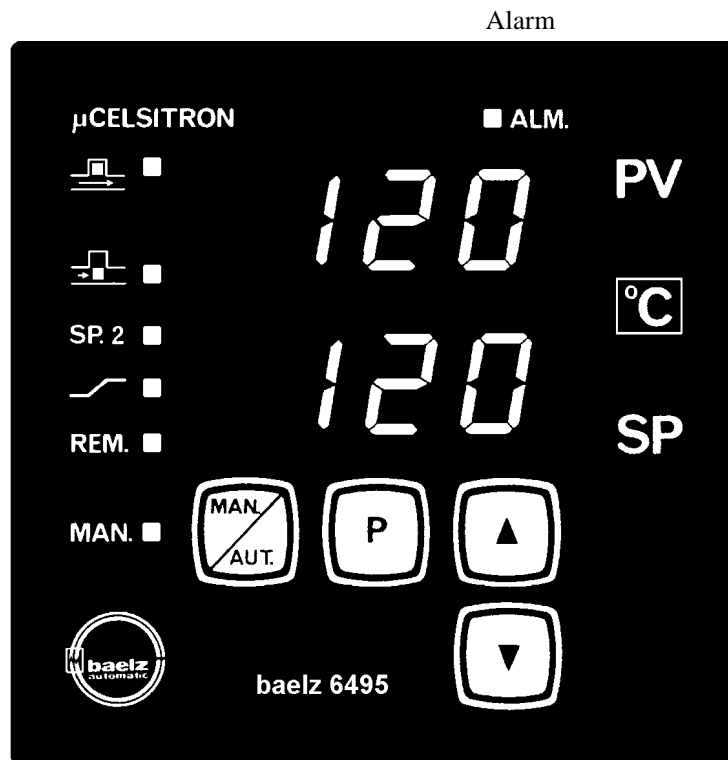 Alarm
µCELSITRON
ALM.
120
PV
°C
SP. 2
120
SP
REM.
MAN.
MAN.
AUT.
P
baelz
automatic
baelz 6495